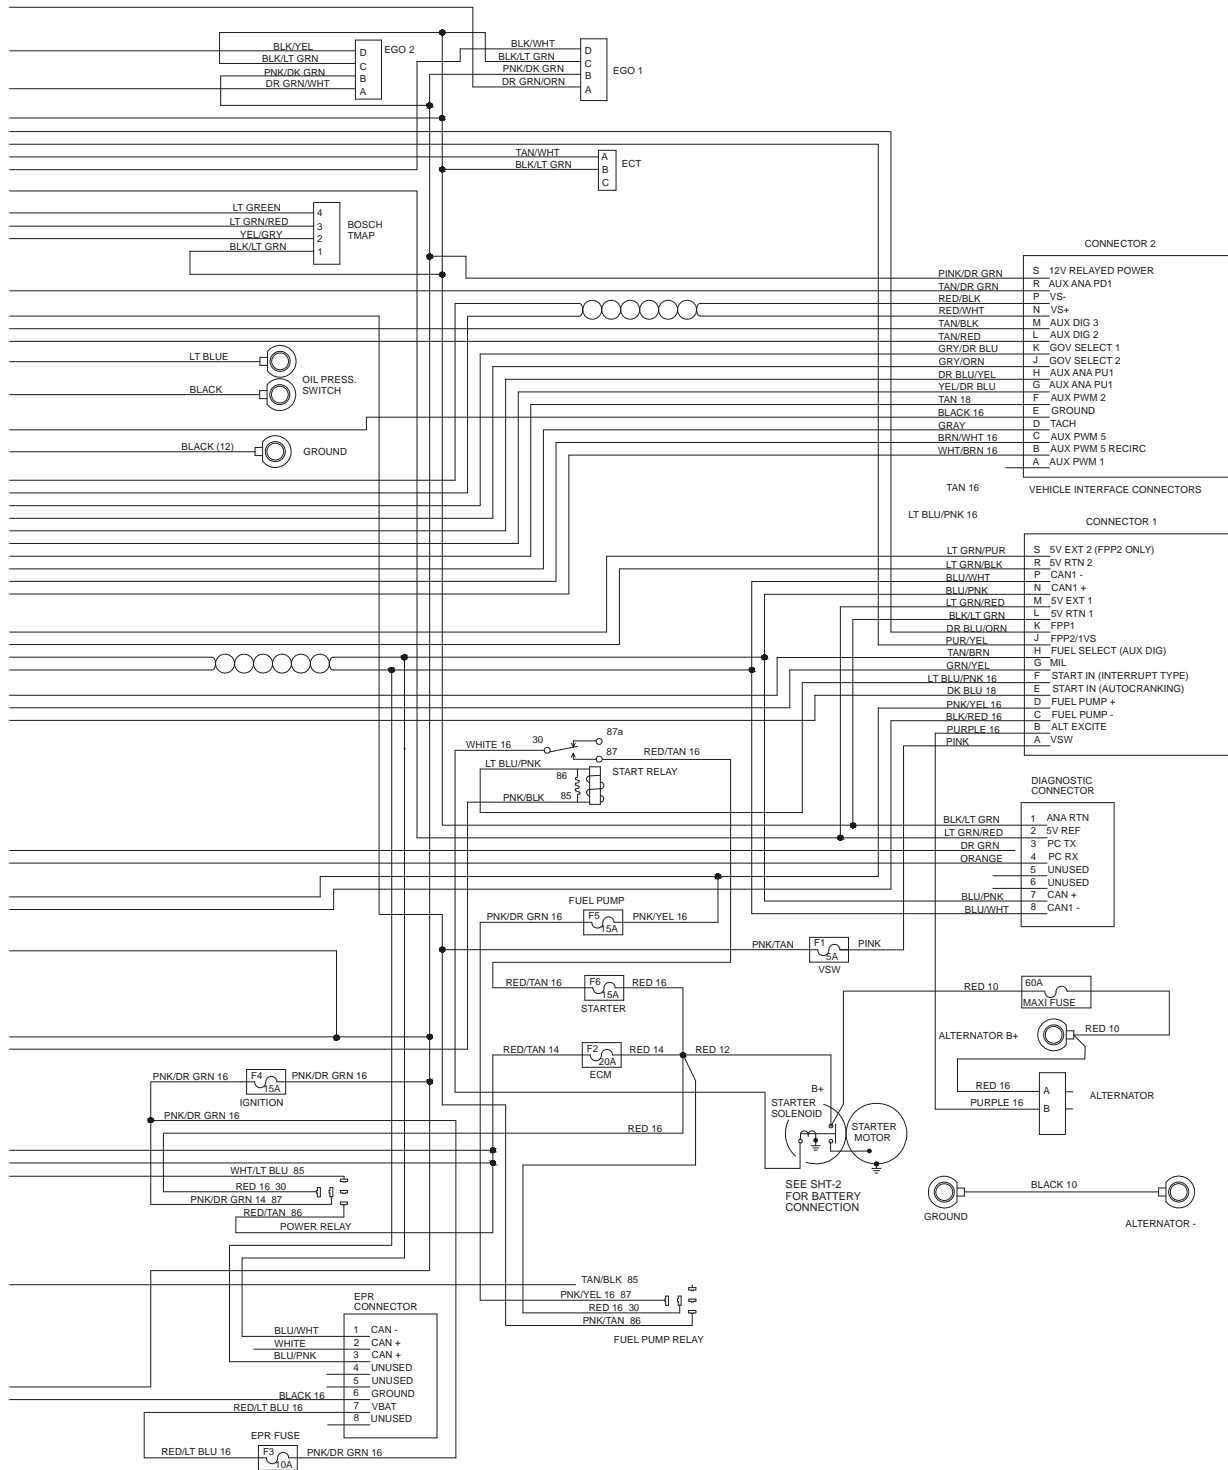 BLK/YEL
BLK/LT GRN
PNK/DK GRN
DR GRN/WHT
D
C
B
A
EGO 2
BLK/WHT
BLK/LT GRN
PNK/DK GRN
DR GRN/ORN
D
C
B
A
EGO 1
TAN/WHT
BLK/LT GRN
A
B
C
ECT
LT GREEN
LT GRN/RED
YEL/GRY
BLK/LT GRN
4
3
2
1
BOSCH
TMAP
LT BLUE
BLACK
OIL PRESS.
SWITCH
BLACK (12)
GROUND
CONNECTOR 2
PINK/DR GRN S 12V RELAYED POWER
TAN/DR GRN R AUX ANA PD1
RED/BLK P VS-
RED/WHT N VS+
TAN/BLK M AUX DIG 3
TAN/RED L AUX DIG 2
GRY/DR BLU K GOV SELECT 1
GRY/ORN J GOV SELECT 2
DR BLU/YEL H AUX ANA PU1
YEL/DR BLU G AUX ANA PU1
TAN 18 F AUX PWM 2
BLACK 16 E GROUND
GRAY D TACH
BRN/WHT 16 C AUX PWM 5
WHT/BRN 16 B AUX PWM 5 RECIRC
A AUX PWM 1
TAN 16
VEHICLE INTERFACE CONNECTORS
LT BLU/PNK 16
CONNECTOR 1
LT GRN/PUR S 5V EXT 2 (FPP2 ONLY)
LT GRN/BLK R 5V RTN 2
BLU/WHT P CAN1 -
BLU/PNK N CAN1 +
LT GRN/RED M 5V EXT 1
BLK/LT GRN L 5V RTN 1
DR BLU/ORN K FPP1
PUR/YEL J FPP2/1VS
TAN/BRN H FUEL SELECT (AUX DIG)
GRN/YEL G MIL
LT BLU/PNK 16 F START IN (INTERRUPT TYPE)
DK BLU 18 E START IN (AUTOCRANKING)
PNK/YEL 16 D FUEL PUMP +
BLK/RED 16 C FUEL PUMP -
PURPLE 16 B ALT EXCITE
PINK A VSW
WHITE 16
30
87a
87
RED/TAN 16
LT BLU/PNK
86
START RELAY
PNK/BLK
85
DIAGNOSTIC
CONNECTOR
BLK/LT GRN 1 ANA RTN
LT GRN/RED 2 5V REF
DR GRN 3 PC TX
ORANGE 4 PC RX
5 UNUSED
6 UNUSED
BLU/PNK 7 CAN +
BLU/WHT 8 CAN1 -
FUEL PUMP
PNK/DR GRN 16
F5
15A
PNK/YEL 16
PNK/TAN
F1
5A
PINK
VSW
RED/TAN 16
F6
15A
RED 16
STARTER
RED 10
60A
MAXI FUSE
ALTERNATOR B+
RED 10
RED/TAN 14
F2
20A
RED 14
RED 12
ECM
PNK/DR GRN 16
F4
15A
PNK/DR GRN 16
IGNITION
B+
STARTER
SOLENOID
STARTER
MOTOR
RED 16
PURPLE 16
A
B
ALTERNATOR
PNK/DR GRN 16
RED 16
WHT/LT BLU 85
RED 16 30
PNK/DR GRN 14 87
RED/TAN 86
POWER RELAY
SEE SHT-2
FOR BATTERY
CONNECTION
BLACK 10
GROUND
ALTERNATOR -
TAN/BLK 85
PNK/YEL 16 87
RED 16 30
PNK/TAN 86
FUEL PUMP RELAY
EPR
CONNECTOR
BLU/WHT 1 CAN -
WHITE 2 CAN +
BLU/PNK 3 CAN +
4 UNUSED
5 UNUSED
BLACK 16 6 GROUND
RED/LT BLU 16 7 VBAT
8 UNUSED
EPR FUSE
RED/LT BLU 16
F3
10A
PNK/DR GRN 16